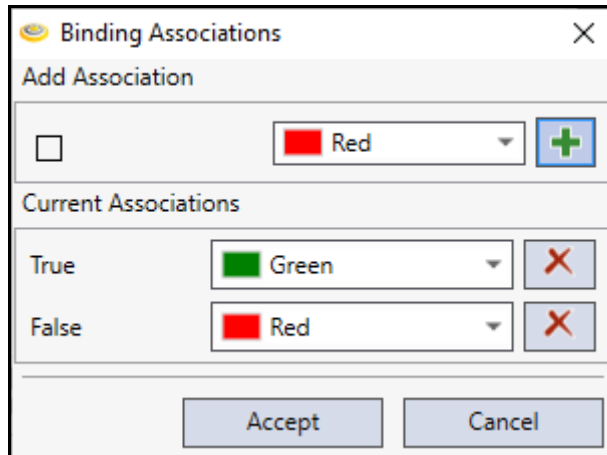 Binding Associations
Add Association
Red
Current Associations
True Green
False Red
Accept Cancel